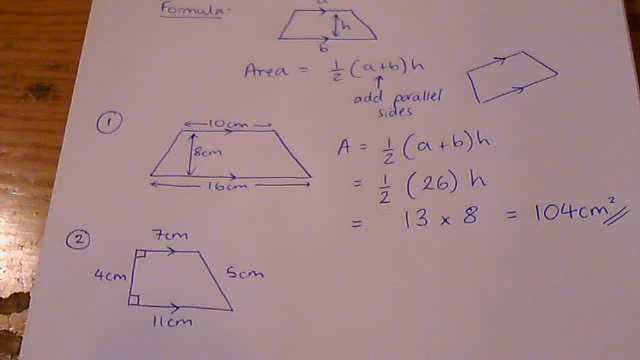 Formula:
a
h
b
Area = 1/2 (a+b)h
add parallel
sides
①
10cm
8cm
16cm
A = 1/2 (a+b)h
= 1/2 (26) h
= 13 × 8 = 104cm²
②
7cm
4cm
5cm
11cm